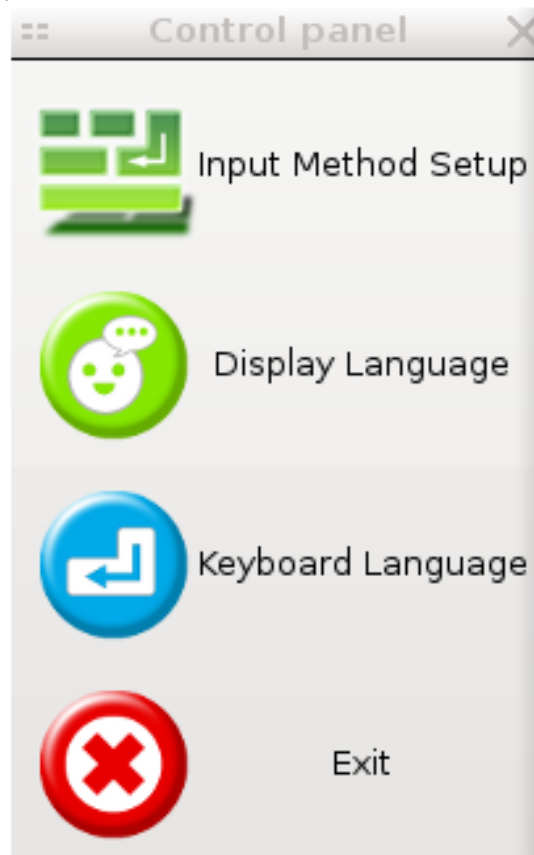 Control panel
Input Method Setup
Display Language
Keyboard Language
Exit